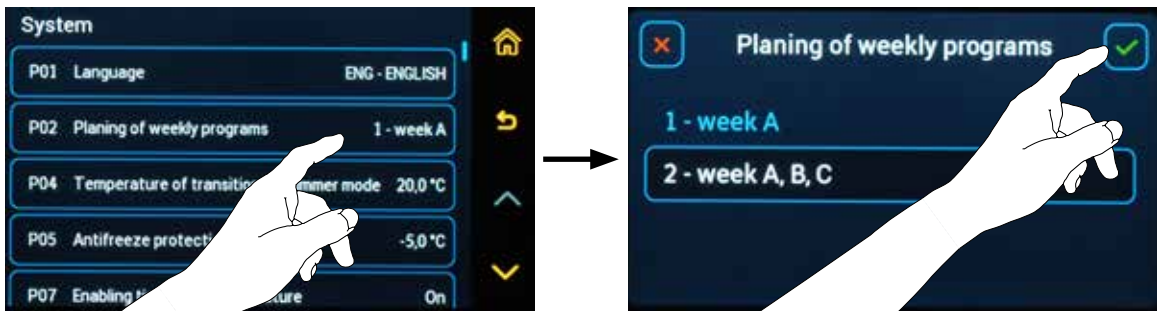 System
P01 Language ENG - ENGLISH
P02 Planing of weekly programs 1 - week A
P04 Temperature of transition mmer mode 20,0 °C
P05 Antifreeze protecti -5,0 °C
P07 Enabling ture On
Planing of weekly programs
1 - week A
2 - week A, B, C